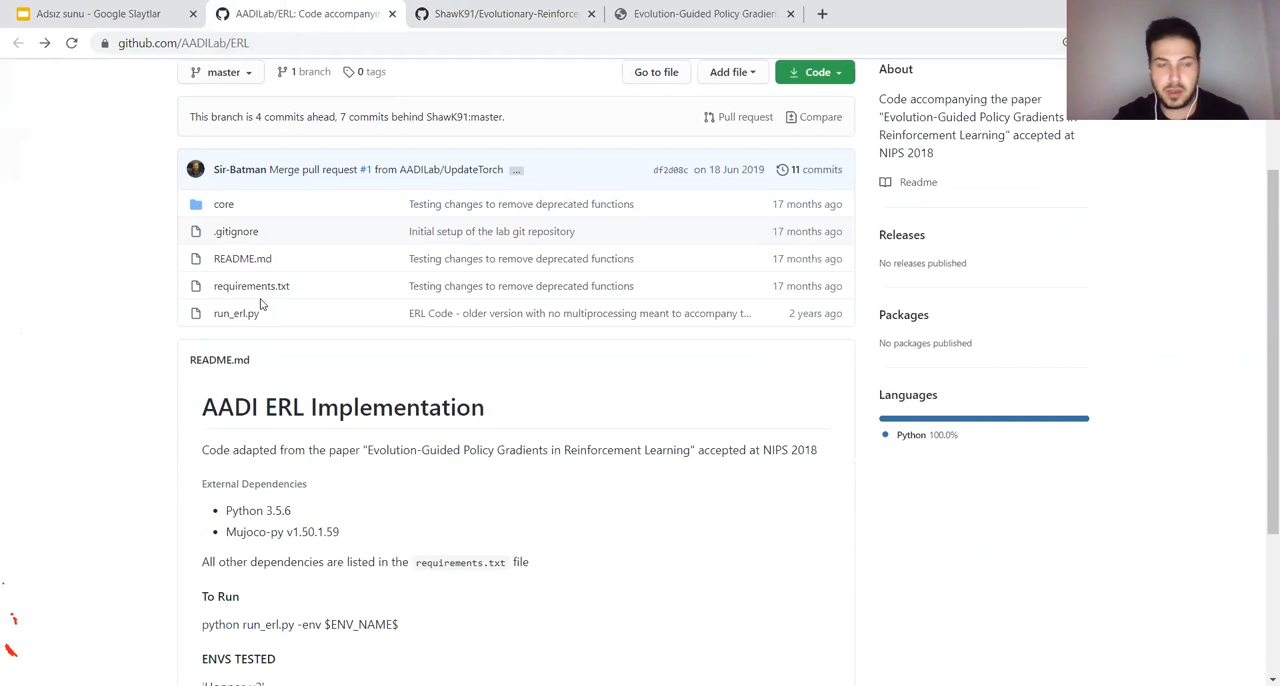 Adsız sunu - Google Slaytlar
AADILab/ERL: Code accompanyin
ShawK91/Evolutionary-Reinforce
Evolution-Guided Policy Gradien
github.com/AADILab/ERL
master
1 branch
0 tags
Go to file
Add file
Code
This branch is 4 commits ahead, 7 commits behind ShawK91:master.
Pull request
Compare
Sir-Batman Merge pull request #1 from AADILab/UpdateTorch ...
df2d08c on 18 Jun 2019
11 commits
core
Testing changes to remove deprecated functions
17 months ago
.gitignore
Initial setup of the lab git repository
17 months ago
README.md
Testing changes to remove deprecated functions
17 months ago
requirements.txt
Testing changes to remove deprecated functions
17 months ago
run_erl.py
ERL Code - older version with no multiprocessing meant to accompany t...
2 years ago
README.md
AADI ERL Implementation
Code adapted from the paper "Evolution-Guided Policy Gradients in Reinforcement Learning" accepted at NIPS 2018
External Dependencies
Python 3.5.6
Mujoco-py v1.50.1.59
All other dependencies are listed in the requirements.txt file
To Run
python run_erl.py -env $ENV_NAME$
ENVS TESTED
About
Code accompanying the paper
"Evolution-Guided Policy Gradients in
Reinforcement Learning" accepted at
NIPS 2018
Readme
Releases
No releases published
Packages
No packages published
Languages
Python 100.0%